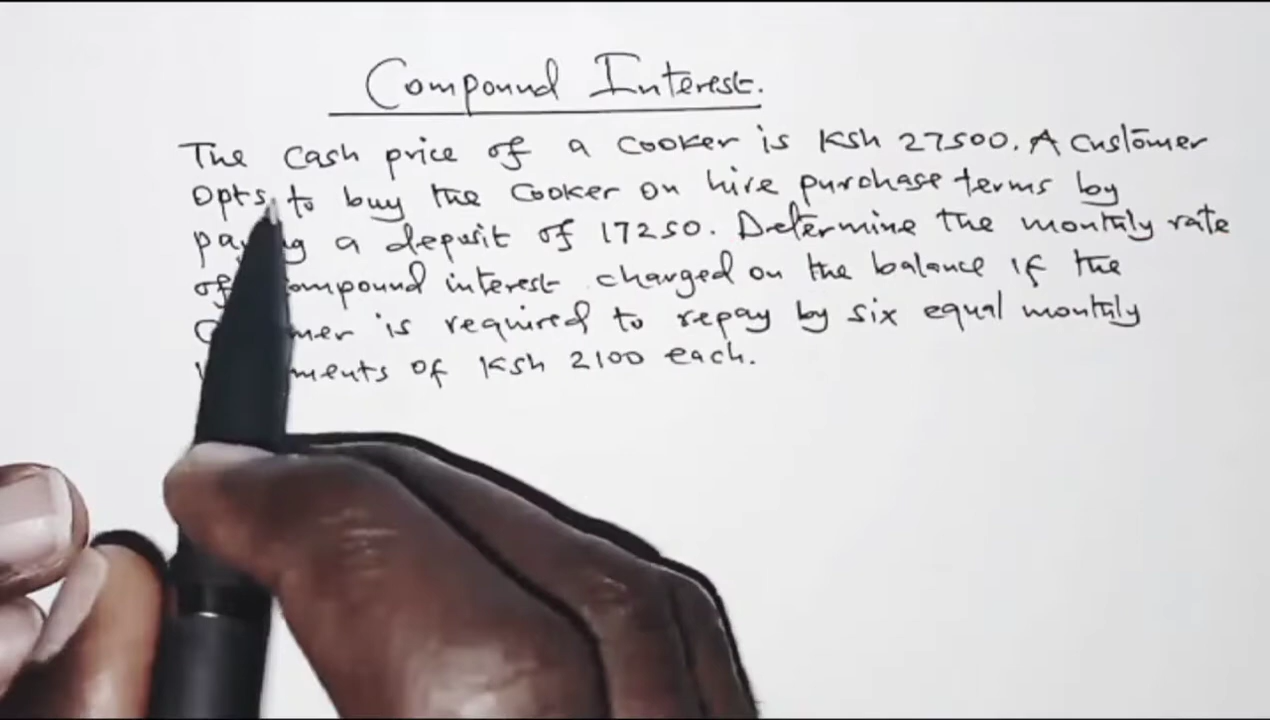 Compound Interest.
The cash price of a cooker is Ksh 27500. A customer
opts to buy the cooker on hire purchase terms by
a deposit of 17250. Determine the monthly rate
interest charged on the balance if the
is required to repay by six equal monthly
of Ksh 2100 each.